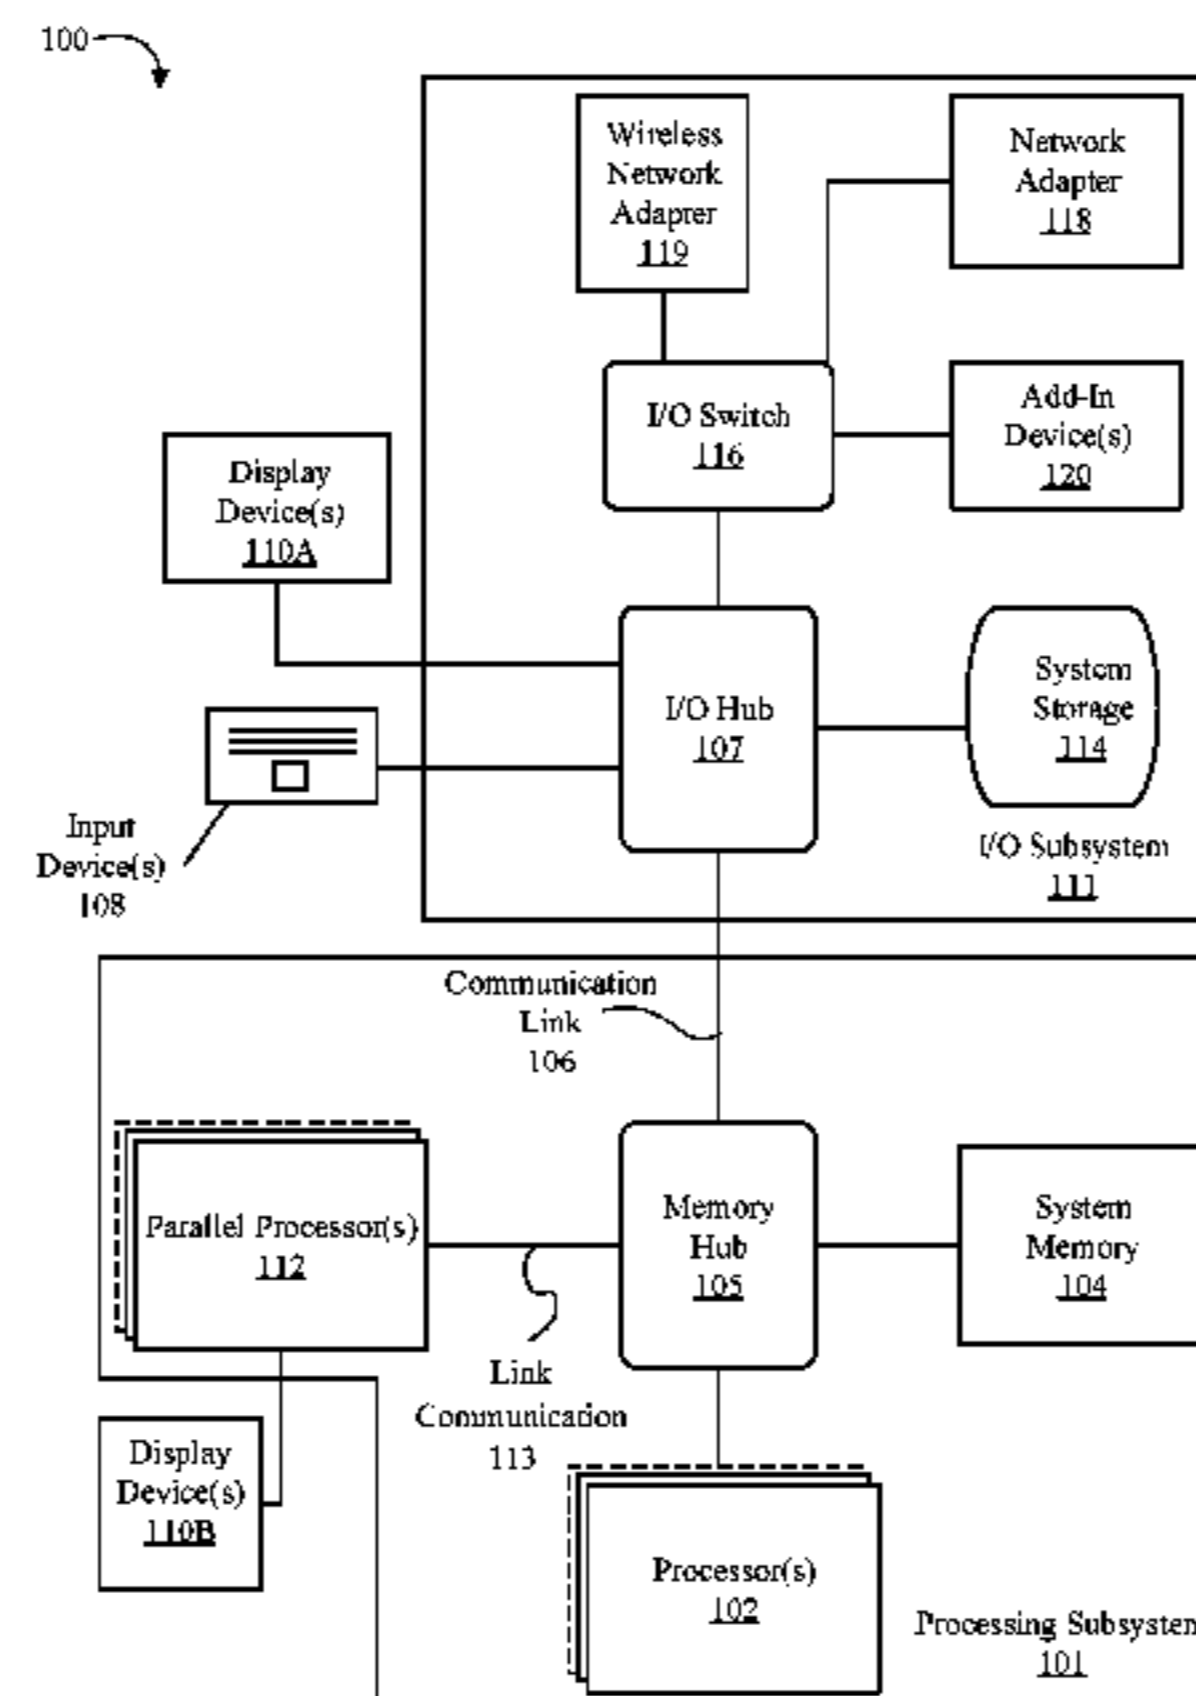 100
Wireless
Network
Adapter
119
Network
Adapter
118
I/O Switch
116
Add-In
Device(s)
120
Display
Device(s)
110A
I/O Hub
107
System
Storage
114
Input
Device(s)
108
I/O Subsystem
111
Communication
Link
106
Parallel Processor(s)
112
Memory
Hub
105
System
Memory
104
Link
Communication
113
Display
Device(s)
110B
Processor(s)
102
Processing Subsystem
101